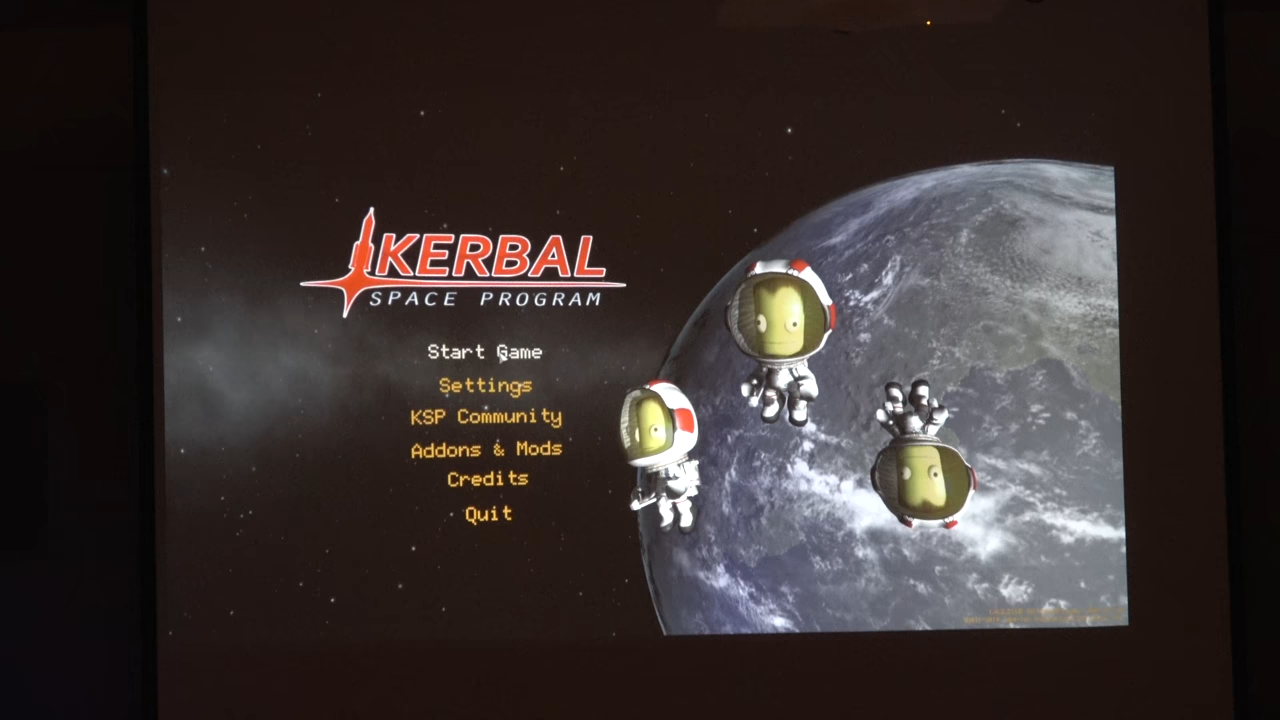 KERBAL
SPACE PROGRAM
Start Game
Settings
KSP Community
Addons & Mods
Credits
Quit